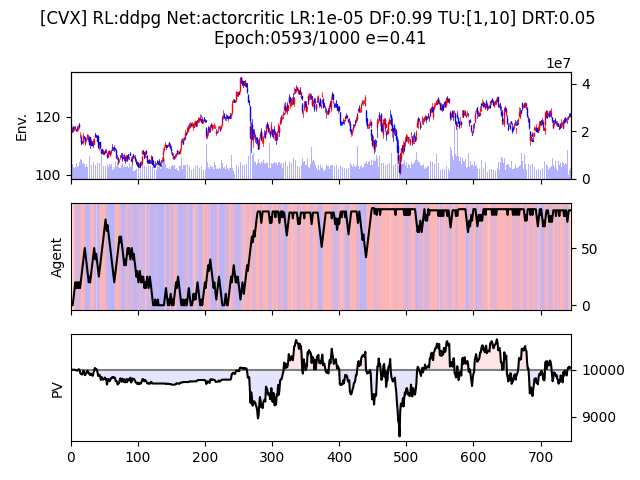 [CVX] RL:ddpg Net:actorcritic LR:1e-05 DF:0.99 TU:[1,10] DRT:0.05
Epoch:0593/1000 e=0.41
1e7
Env.
120
100
4
2
0
Agent
50
0
PV
10000
9000
0 100 200 300 400 500 600 700